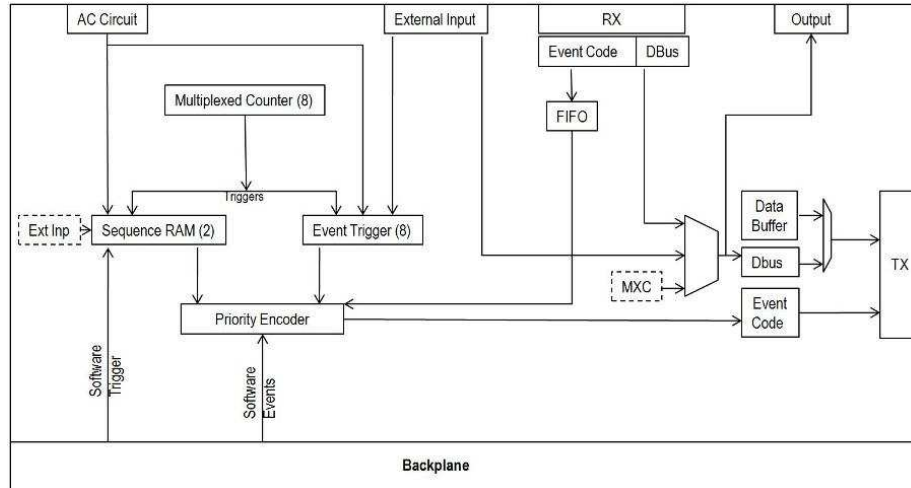 AC Circuit
External Input
RX
Output
Event Code
DBus
Multiplexed Counter (8)
FIFO
Triggers
Ext Inp
Sequence RAM (2)
Event Trigger (8)
Data
Buffer
Dbus
TX
MXC
Event
Code
Priority Encoder
Software
Trigger
Software
Events
Backplane